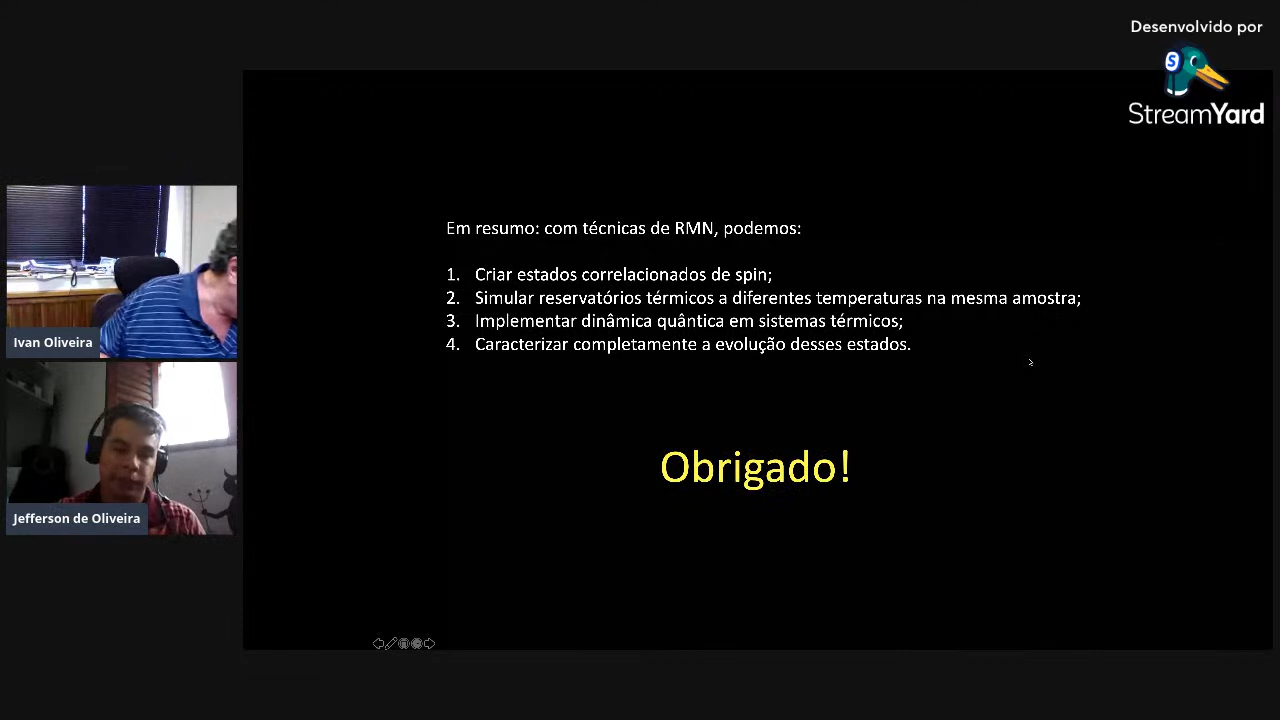 Desenvolvido por
StreamYard
Em resumo: com técnicas de RMN, podemos:
1. Criar estados correlacionados de spin;
2. Simular reservatórios térmicos a diferentes temperaturas na mesma amostra;
3. Implementar dinâmica quântica em sistemas térmicos;
4. Caracterizar completamente a evolução desses estados.
Ivan Oliveira
Obrigado!
Jefferson de Oliveira